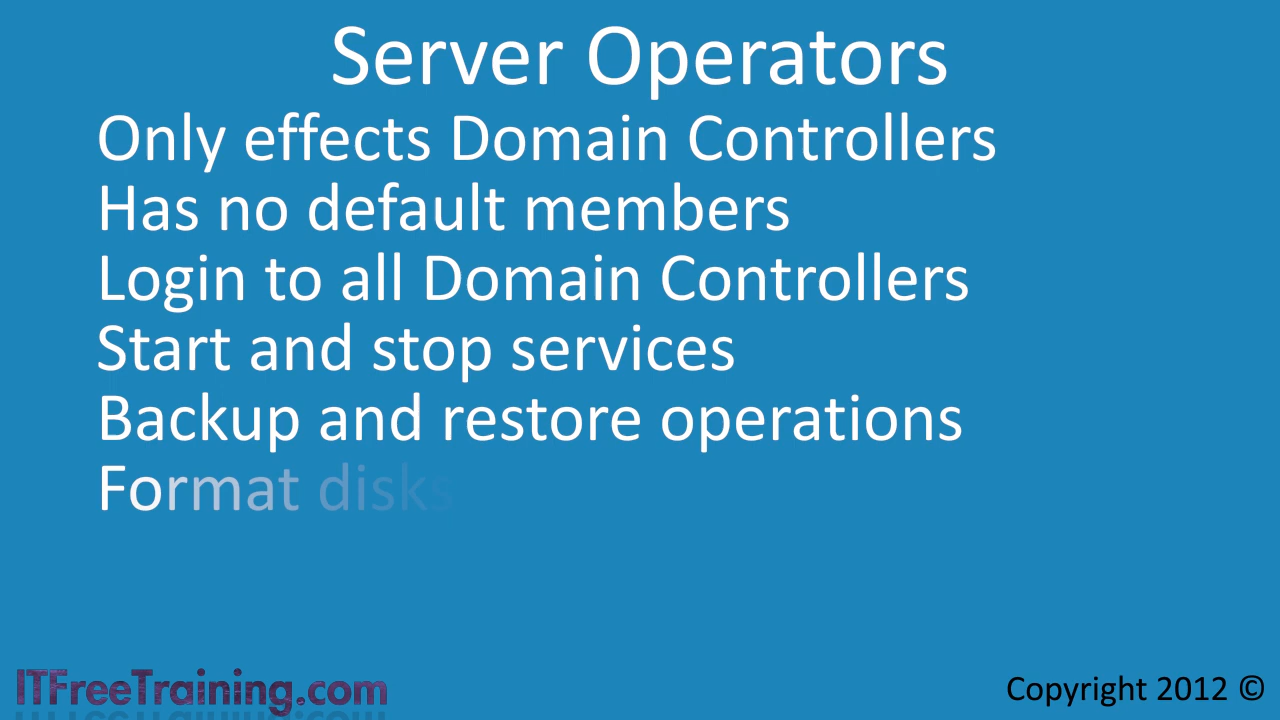 Server Operators
Only effects Domain Controllers
Has no default members
Login to all Domain Controllers
Start and stop services
Backup and restore operations
Format disks
ITFreeTraining.com
Copyright 2012 ©